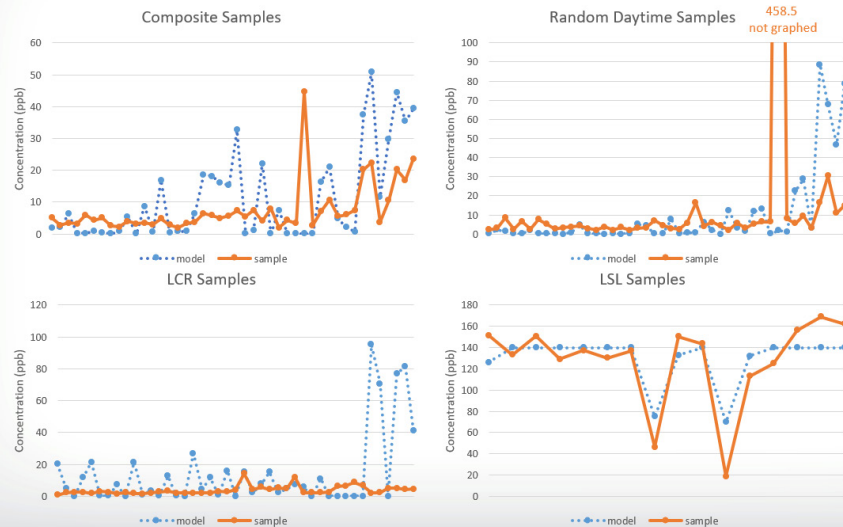 Composite Samples
Concentration (ppb)
60
50
40
30
20
10
0
model sample
Random Daytime Samples
458.5
not graphed
Concentration (ppb)
100
90
80
70
60
50
40
30
20
10
0
model sample
LCR Samples
Concentration (ppb)
120
100
80
60
40
20
0
model sample
LSL Samples
Concentration (ppb)
180
160
140
120
100
80
60
40
20
0
model sample